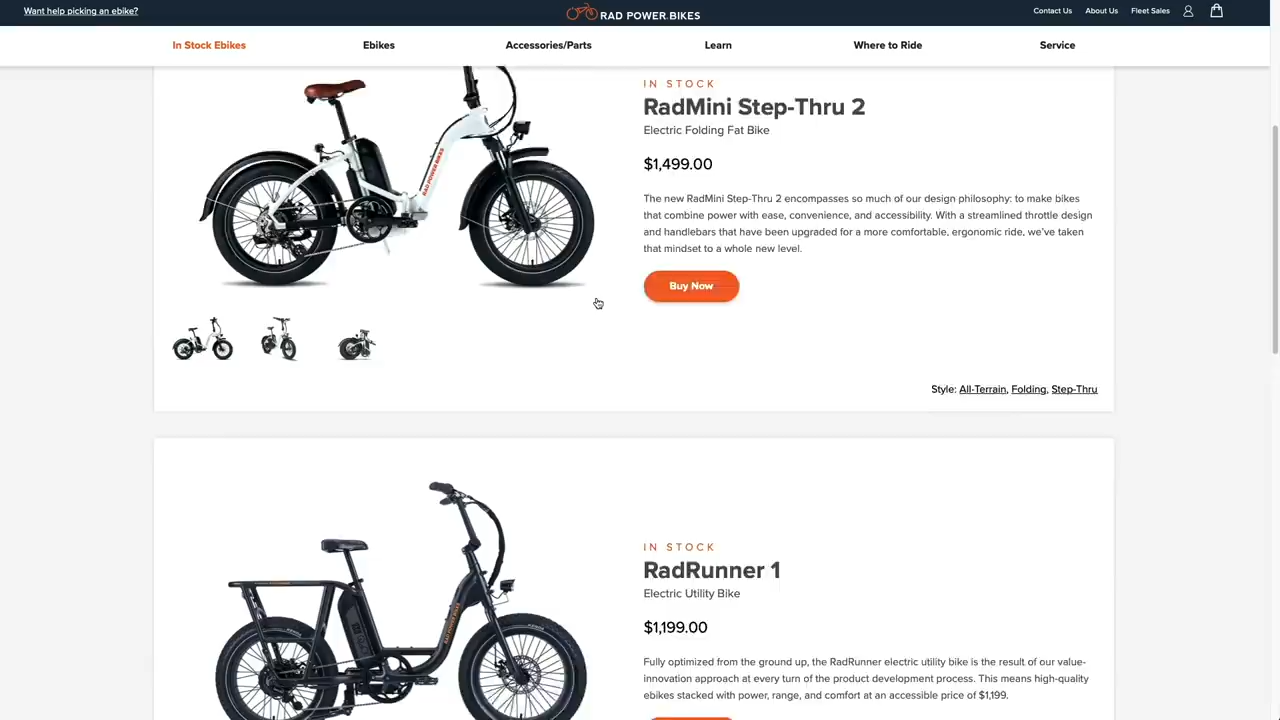 Want help picking an ebike?
RAD POWER BIKES
Contact Us
About Us
Fleet Sales
In Stock Ebikes
Ebikes
Accessories/Parts
Learn
Where to Ride
Service
RAD POWER BIKES
IN STOCK
RadMini Step-Thru 2
Electric Folding Fat Bike
$1,499.00
The new RadMini Step-Thru 2 encompasses so much of our design philosophy: to make bikes
that combine power with ease, convenience, and accessibility. With a streamlined throttle design
and handlebars that have been upgraded for a more comfortable, ergonomic ride, we've taken
that mindset to a whole new level.
Buy Now
Style: All-Terrain, Folding, Step-Thru
RAD POWER BIKES
IN STOCK
RadRunner 1
Electric Utility Bike
$1,199.00
Fully optimized from the ground up, the RadRunner electric utility bike is the result of our value-
innovation approach at every turn of the product development process. This means high-quality
ebikes stacked with power, range, and comfort at an accessible price of $1,199.